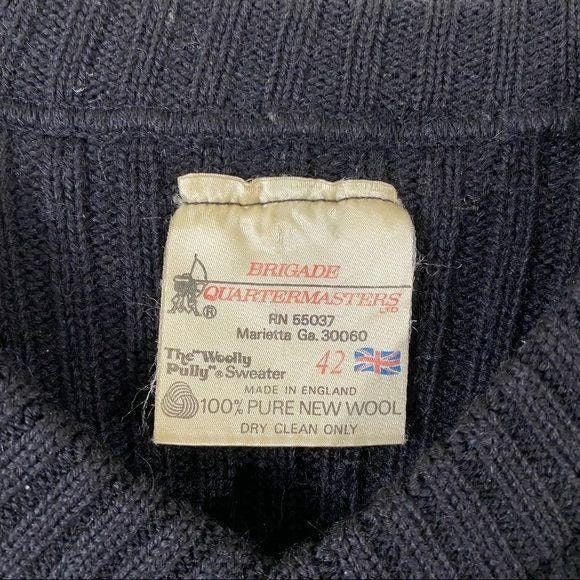 BRIGADE
QUARTERMASTERS LTD
®
RN 55037
Marietta Ga. 30060
The "Woolly
Pully"® Sweater
42
MADE IN ENGLAND
100% PURE NEW WOOL
DRY CLEAN ONLY